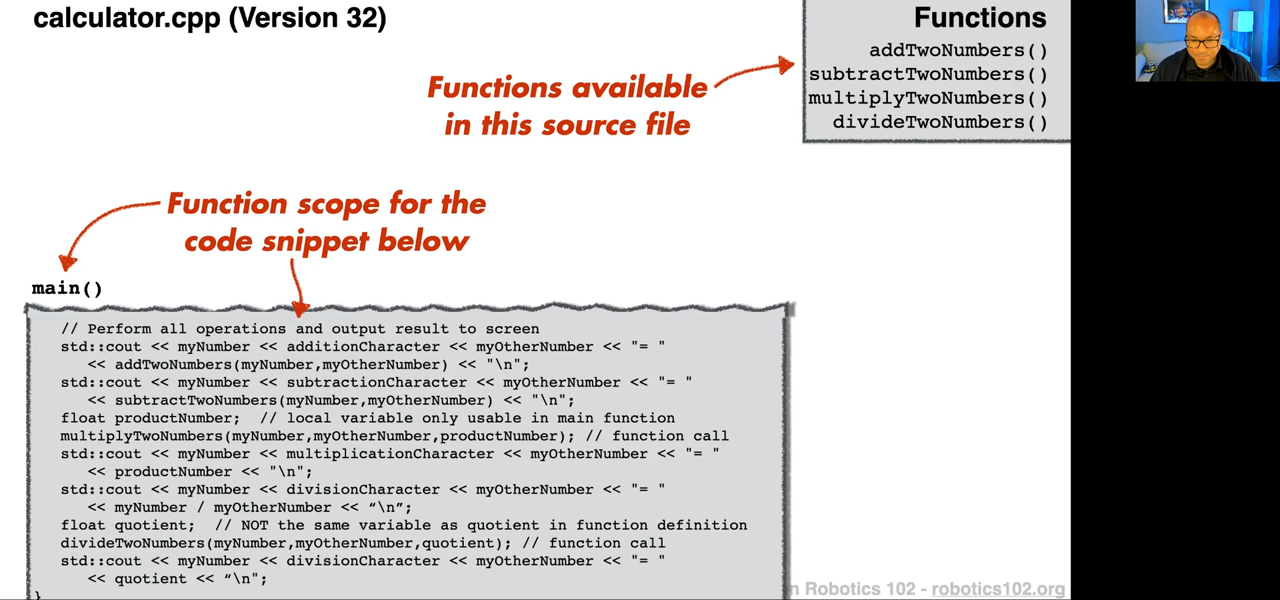 calculator.cpp (Version 32)
Functions
addTwoNumbers()
subtractTwoNumbers()
multiplyTwoNumbers()
divideTwoNumbers()
Functions available
in this source file
Function scope for the
code snippet below
main()
// Perform all operations and output result to screen
std::cout << myNumber << additionCharacter << myOtherNumber << "= "
<< addTwoNumbers(myNumber,myOtherNumber) << "\n";
std::cout << myNumber << subtractionCharacter << myOtherNumber << "= "
<< subtractTwoNumbers(myNumber,myOtherNumber) << "\n";
float productNumber;  // local variable only usable in main function
multiplyTwoNumbers(myNumber,myOtherNumber,productNumber); // function call
std::cout << myNumber << multiplicationCharacter << myOtherNumber << "= "
<< productNumber << "\n";
std::cout << myNumber << divisionCharacter << myOtherNumber << "= "
<< myNumber / myOtherNumber << “\n”;
float quotient;  // NOT the same variable as quotient in function definition
divideTwoNumbers(myNumber,myOtherNumber,quotient); // function call
std::cout << myNumber << divisionCharacter << myOtherNumber << "= "
<< quotient << “\n";
}
n Robotics 102 - robotics102.org